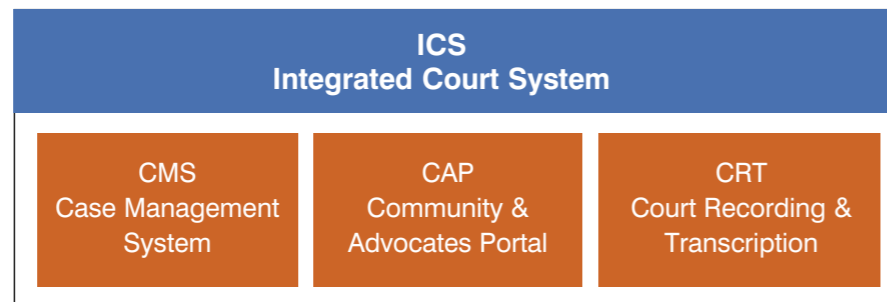 ICS
Integrated Court System
CMS
Case Management
System
CAP
Community &
Advocates Portal
CRT
Court Recording &
Transcription